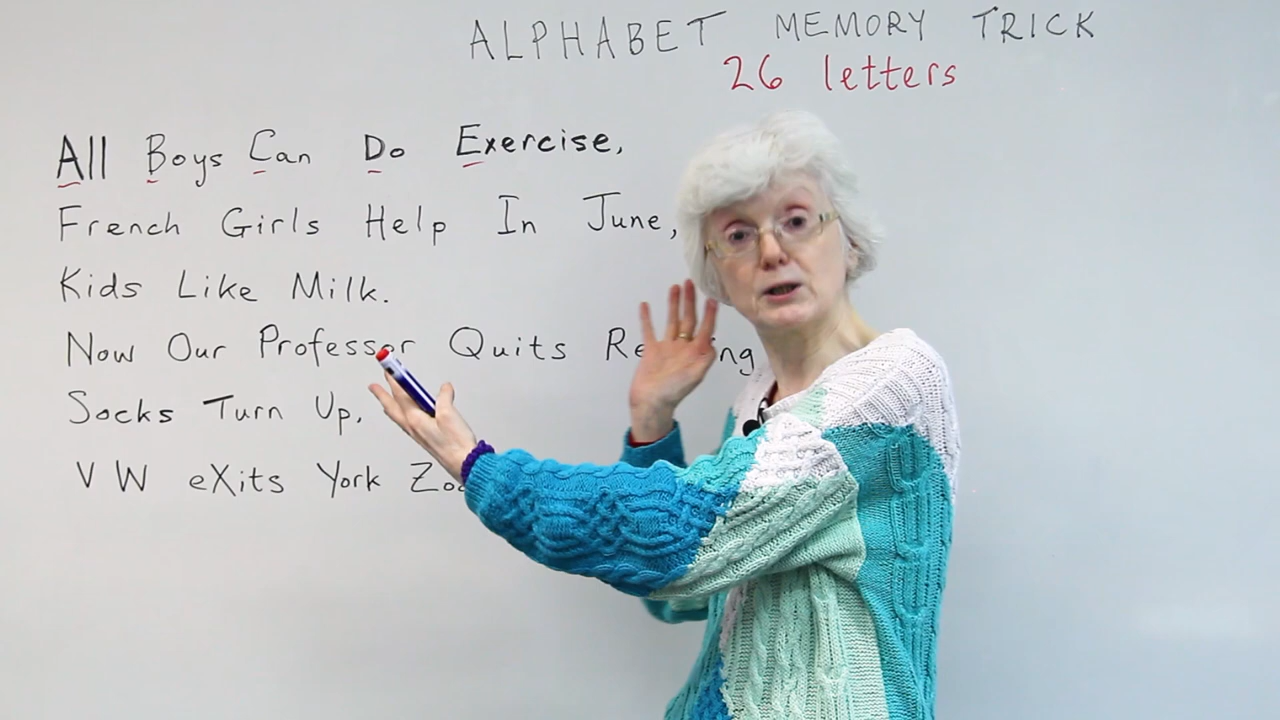 ALPHABET MEMORY TRICK
26 letters
All Boys Can Do Exercise,
French Girls Help In June,
Kids Like Milk.
Now Our Professor Quits
Socks Turn Up.
VW eXits York